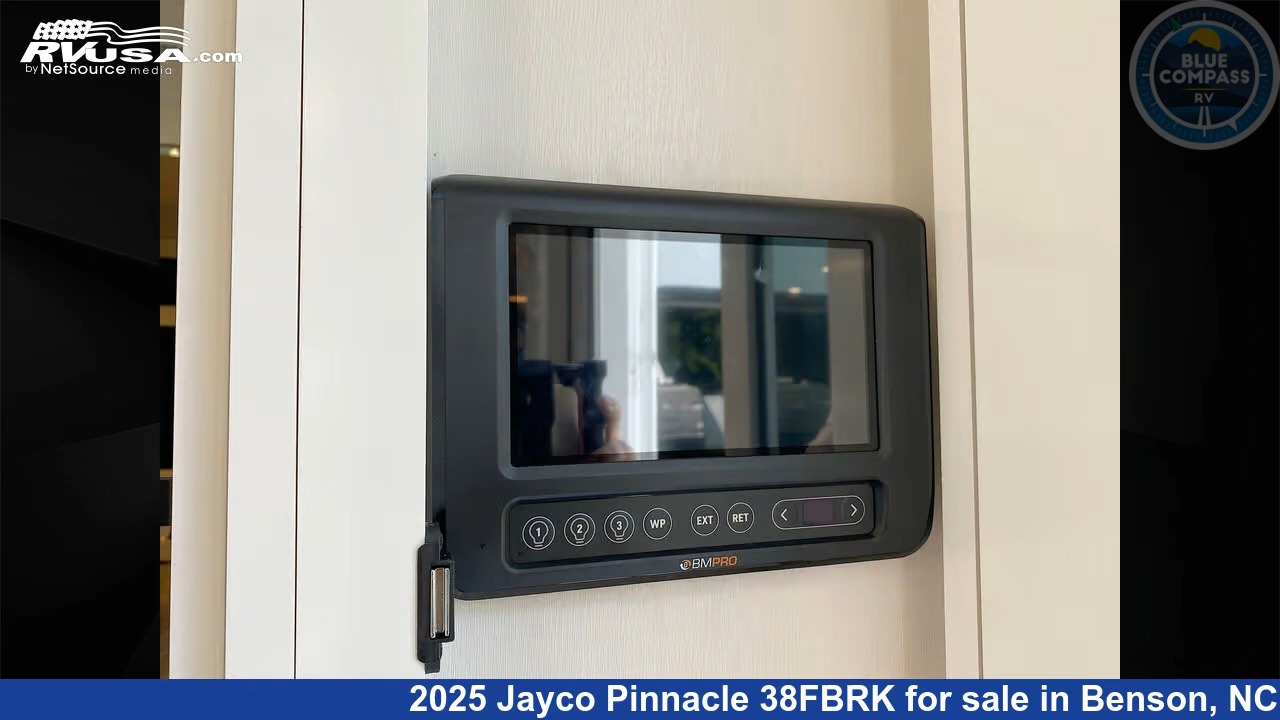 RVUSA.com
by NetSource media
BLUE
COMPASS
RV
1 2 3 WP EXT RET < >
BMPRO
2025 Jayco Pinnacle 38FBRK for sale in Benson, NC